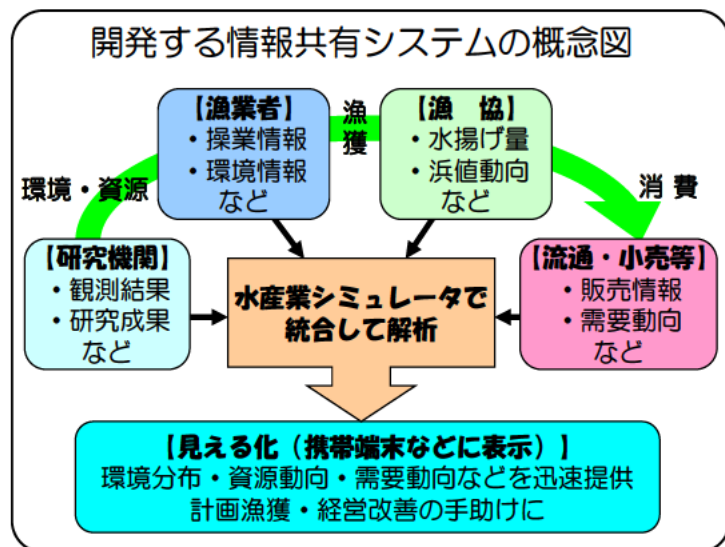 開発する情報共有システムの概念図
【漁業者】
・操業情報
・環境情報
など
漁獲
【漁　協】
・水揚げ量
・浜値動向
など
環境・資源
消 費
【研究機関】
・観測結果
・研究成果
など
水産業シミュレータで
統合して解析
【流通・小売等】
・販売情報
・需要動向
など
【見える化（携帯端末などに表示）】
環境分布・資源動向・需要動向などを迅速提供
計画漁獲・経営改善の手助けに